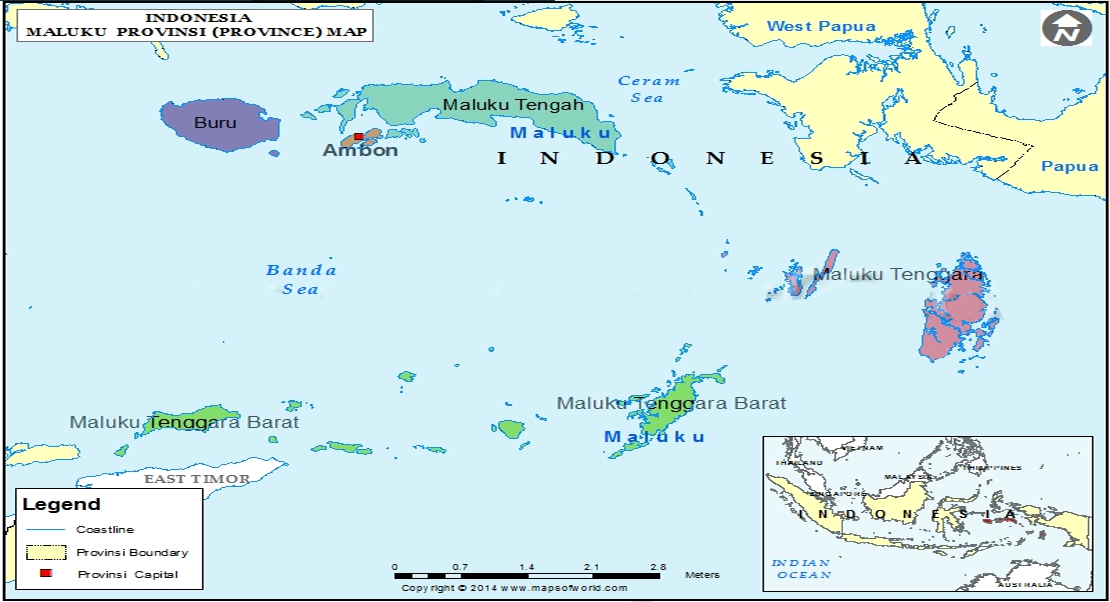 INDONESIA
MALUKU PROVINSI (PROVINCE) MAP
West Papua
N
Ceram
Sea
Maluku Tengah
Buru
Maluku
Ambon
INDONESIA
Papua
Banda
Sea
Maluku Tenggara
Maluku Tenggara Barat
Maluku Tenggara Barat
Maluku
EAST TIMOR
Legend
Coastline
Provinsi Boundary
Provinsi Capital
0 0.7 1.4 2.1 2.8
Meters
Copyright © 2014 www.mapsofworld.com
VIETNAM
THAILAND
PHILIPPINES
MALAYSIA
SINGAPORE
INDONESIA
INDIAN
OCEAN
AUSTRALIA